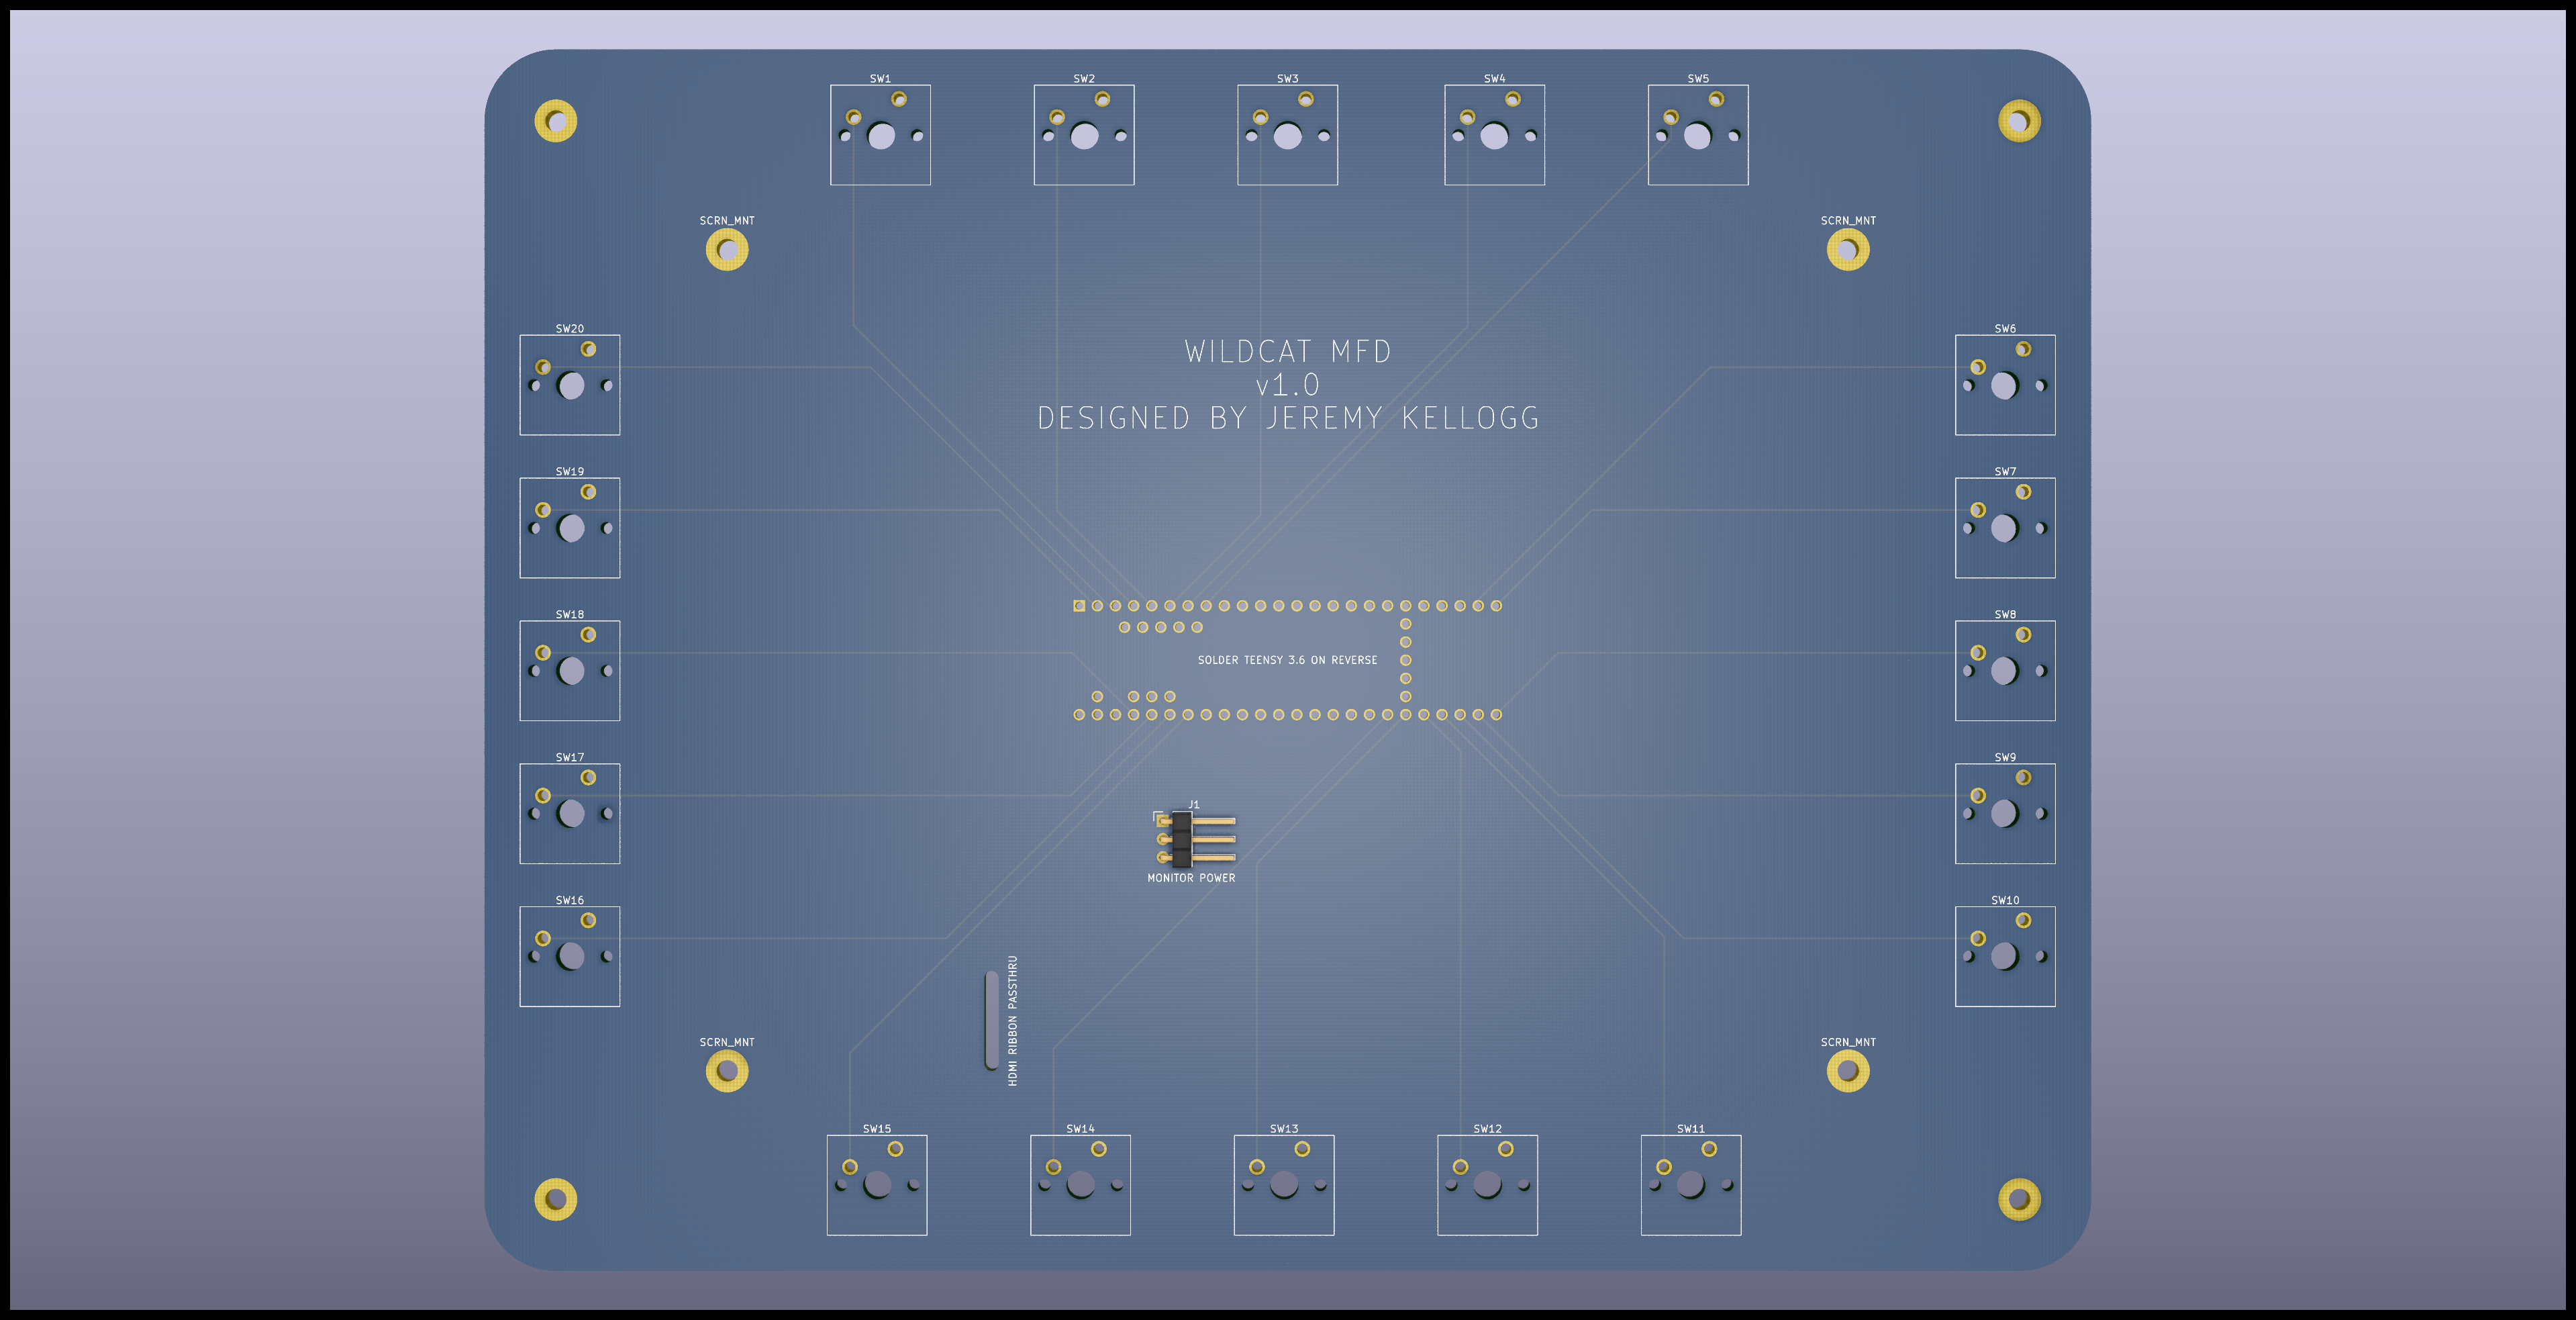 SW1
SW2
SW3
SW4
SW5
SCRN_MNT
SCRN_MNT
SW20
SW6
WILDCAT MFD
v1.0
DESIGNED BY JEREMY KELLOGG
SW19
SW7
SW18
SW8
SOLDER TEENSY 3.6 ON REVERSE
SW17
SW9
J1
MONITOR POWER
SW16
SW10
HDMI RIBBON PASSTHRU
SCRN_MNT
SCRN_MNT
SW15
SW14
SW13
SW12
SW11